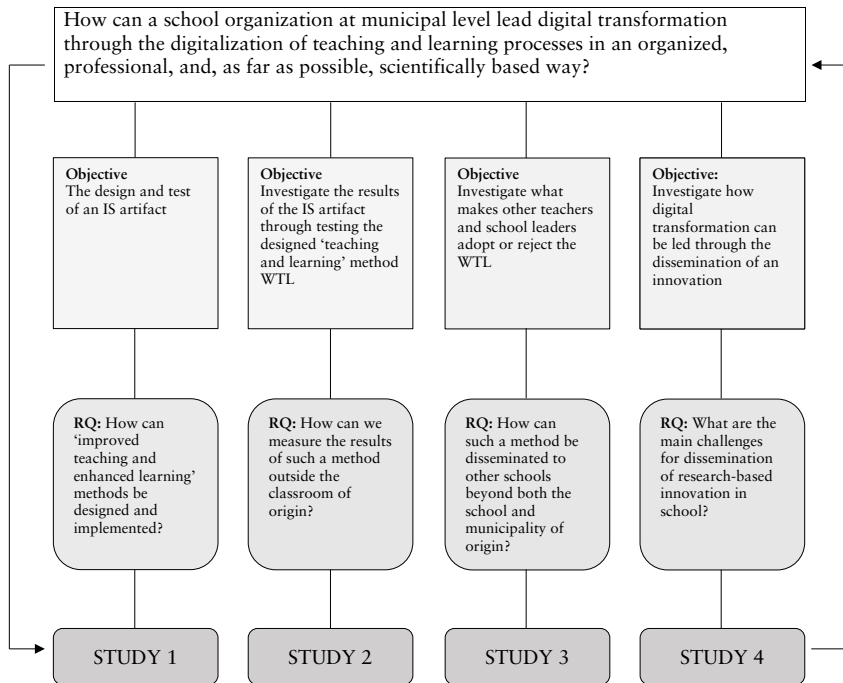 How can a school organization at municipal level lead digital transformation
through the digitalization of teaching and learning processes in an organized,
professional, and, as far as possible, scientifically based way?
Objective
The design and test
of an IS artifact
Objective
Investigate the results
of the IS artifact
through testing the
designed ‘teaching
and learning’ method
WTL
Objective
Investigate what
makes other teachers
and school leaders
adopt or reject the
WTL
Objective:
Investigate how
digital
transformation can
be led through the
dissemination of an
innovation
RQ: How can
‘improved
teaching and
enhanced learning’
methods be
designed and
implemented?
RQ: How can we
measure the results
of such a method
outside the
classroom of
origin?
RQ: How can
such a method be
disseminated to
other schools
beyond both the
school and
municipality of
origin?
RQ: What are the
main challenges
for dissemination
of research-based
innovation in
school?
STUDY 1
STUDY 2
STUDY 3
STUDY 4